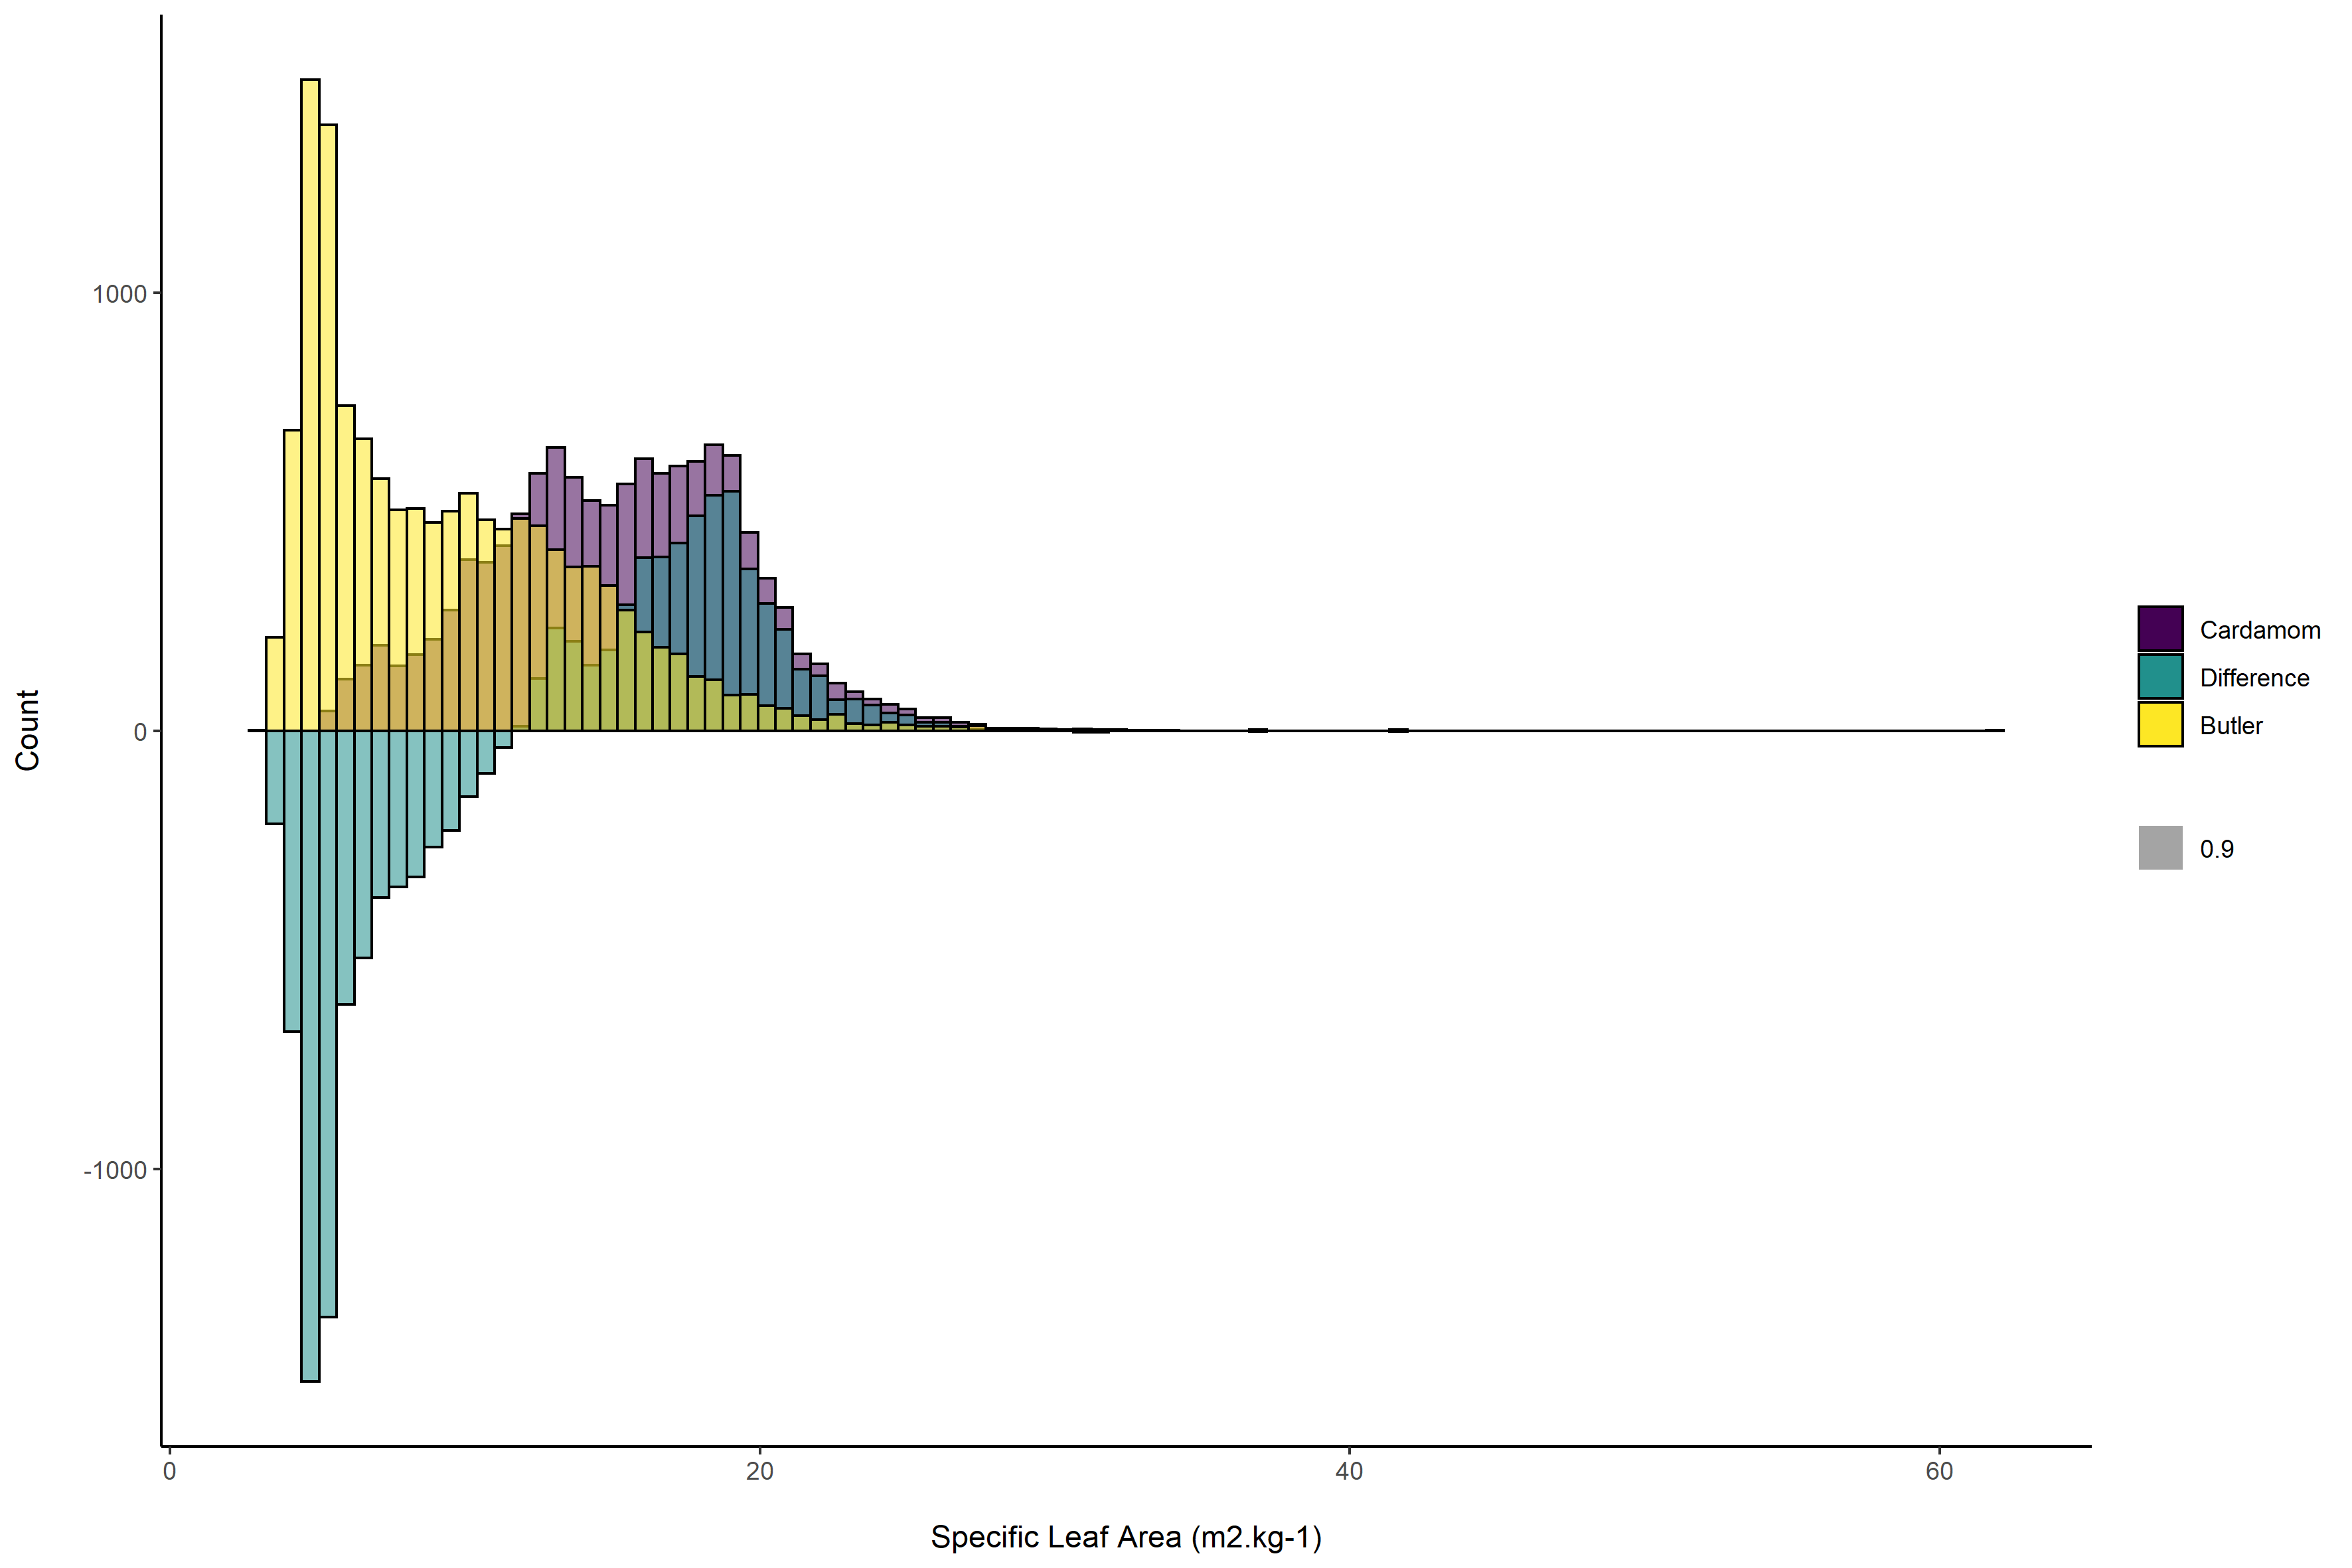 1000
0
-1000
Count
0
20
40
60
Specific Leaf Area (m2.kg-1)
Cardamom
Difference
Butler
0.9